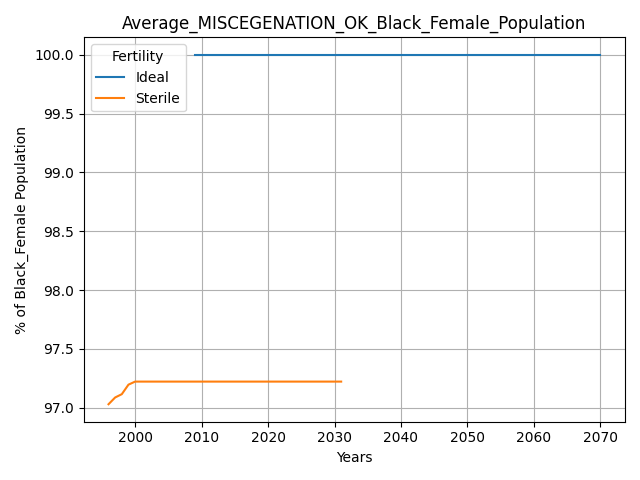 Average_MISCEGENATION_OK_Black_Female_Population
Fertility
Ideal
Sterile
% of Black_Female Population
100.0
99.5
99.0
98.5
98.0
97.5
97.0
2000 2010 2020 2030 2040 2050 2060 2070
Years